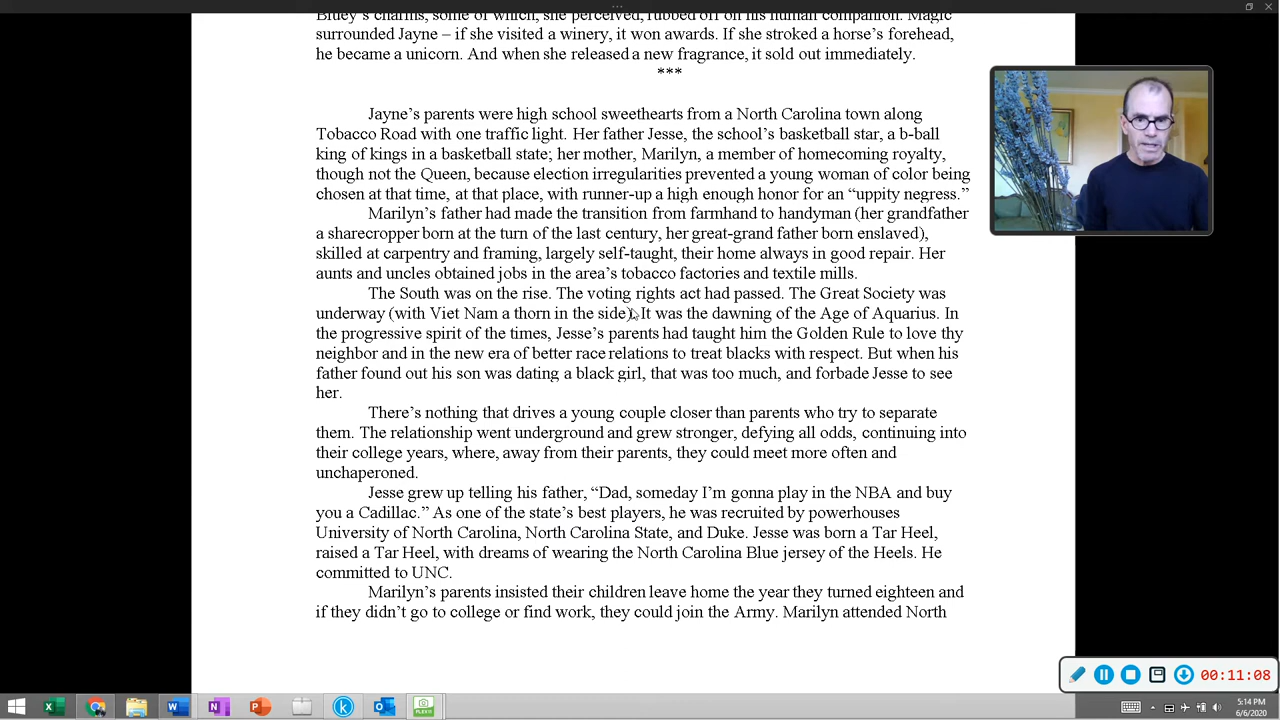 Bluey's charms, some of which, she perceived, rubbed off on his human companion. Magic
surrounded Jayne – if she visited a winery, it won awards. If she stroked a horse's forehead,
he became a unicorn. And when she released a new fragrance, it sold out immediately.
***
Jayne's parents were high school sweethearts from a North Carolina town along
Tobacco Road with one traffic light. Her father Jesse, the school's basketball star, a b-ball
king of kings in a basketball state; her mother, Marilyn, a member of homecoming royalty,
though not the Queen, because election irregularities prevented a young woman of color being
chosen at that time, at that place, with runner-up a high enough honor for an “uppity negress.”
Marilyn's father had made the transition from farmhand to handyman (her grandfather
a sharecropper born at the turn of the last century, her great-grand father born enslaved),
skilled at carpentry and framing, largely self-taught, their home always in good repair. Her
aunts and uncles obtained jobs in the area's tobacco factories and textile mills.
The South was on the rise. The voting rights act had passed. The Great Society was
underway (with Viet Nam a thorn in the side). It was the dawning of the Age of Aquarius. In
the progressive spirit of the times, Jesse's parents had taught him the Golden Rule to love thy
neighbor and in the new era of better race relations to treat blacks with respect. But when his
father found out his son was dating a black girl, that was too much, and forbade Jesse to see
her.
There's nothing that drives a young couple closer than parents who try to separate
them. The relationship went underground and grew stronger, defying all odds, continuing into
their college years, where, away from their parents, they could meet more often and
unchaperoned.
Jesse grew up telling his father, “Dad, someday I'm gonna play in the NBA and buy
you a Cadillac.” As one of the state's best players, he was recruited by powerhouses
University of North Carolina, North Carolina State, and Duke. Jesse was born a Tar Heel,
raised a Tar Heel, with dreams of wearing the North Carolina Blue jersey of the Heels. He
committed to UNC.
Marilyn's parents insisted their children leave home the year they turned eighteen and
if they didn't go to college or find work, they could join the Army. Marilyn attended North
00:11:08
5:14 PM
6/6/2020